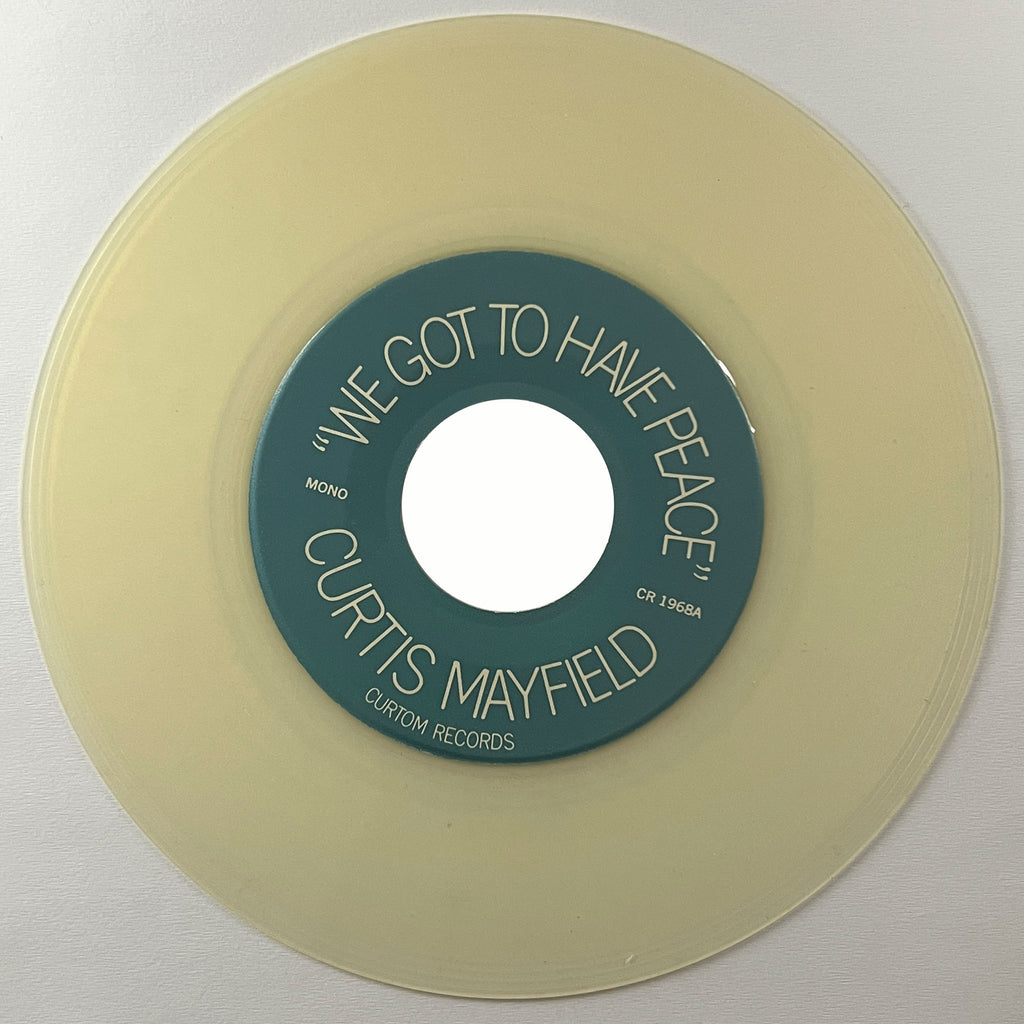 “WE GOT TO HAVE PEACE”
MONO
CR 1968A
CURTIS MAYFIELD
CURTOM RECORDS